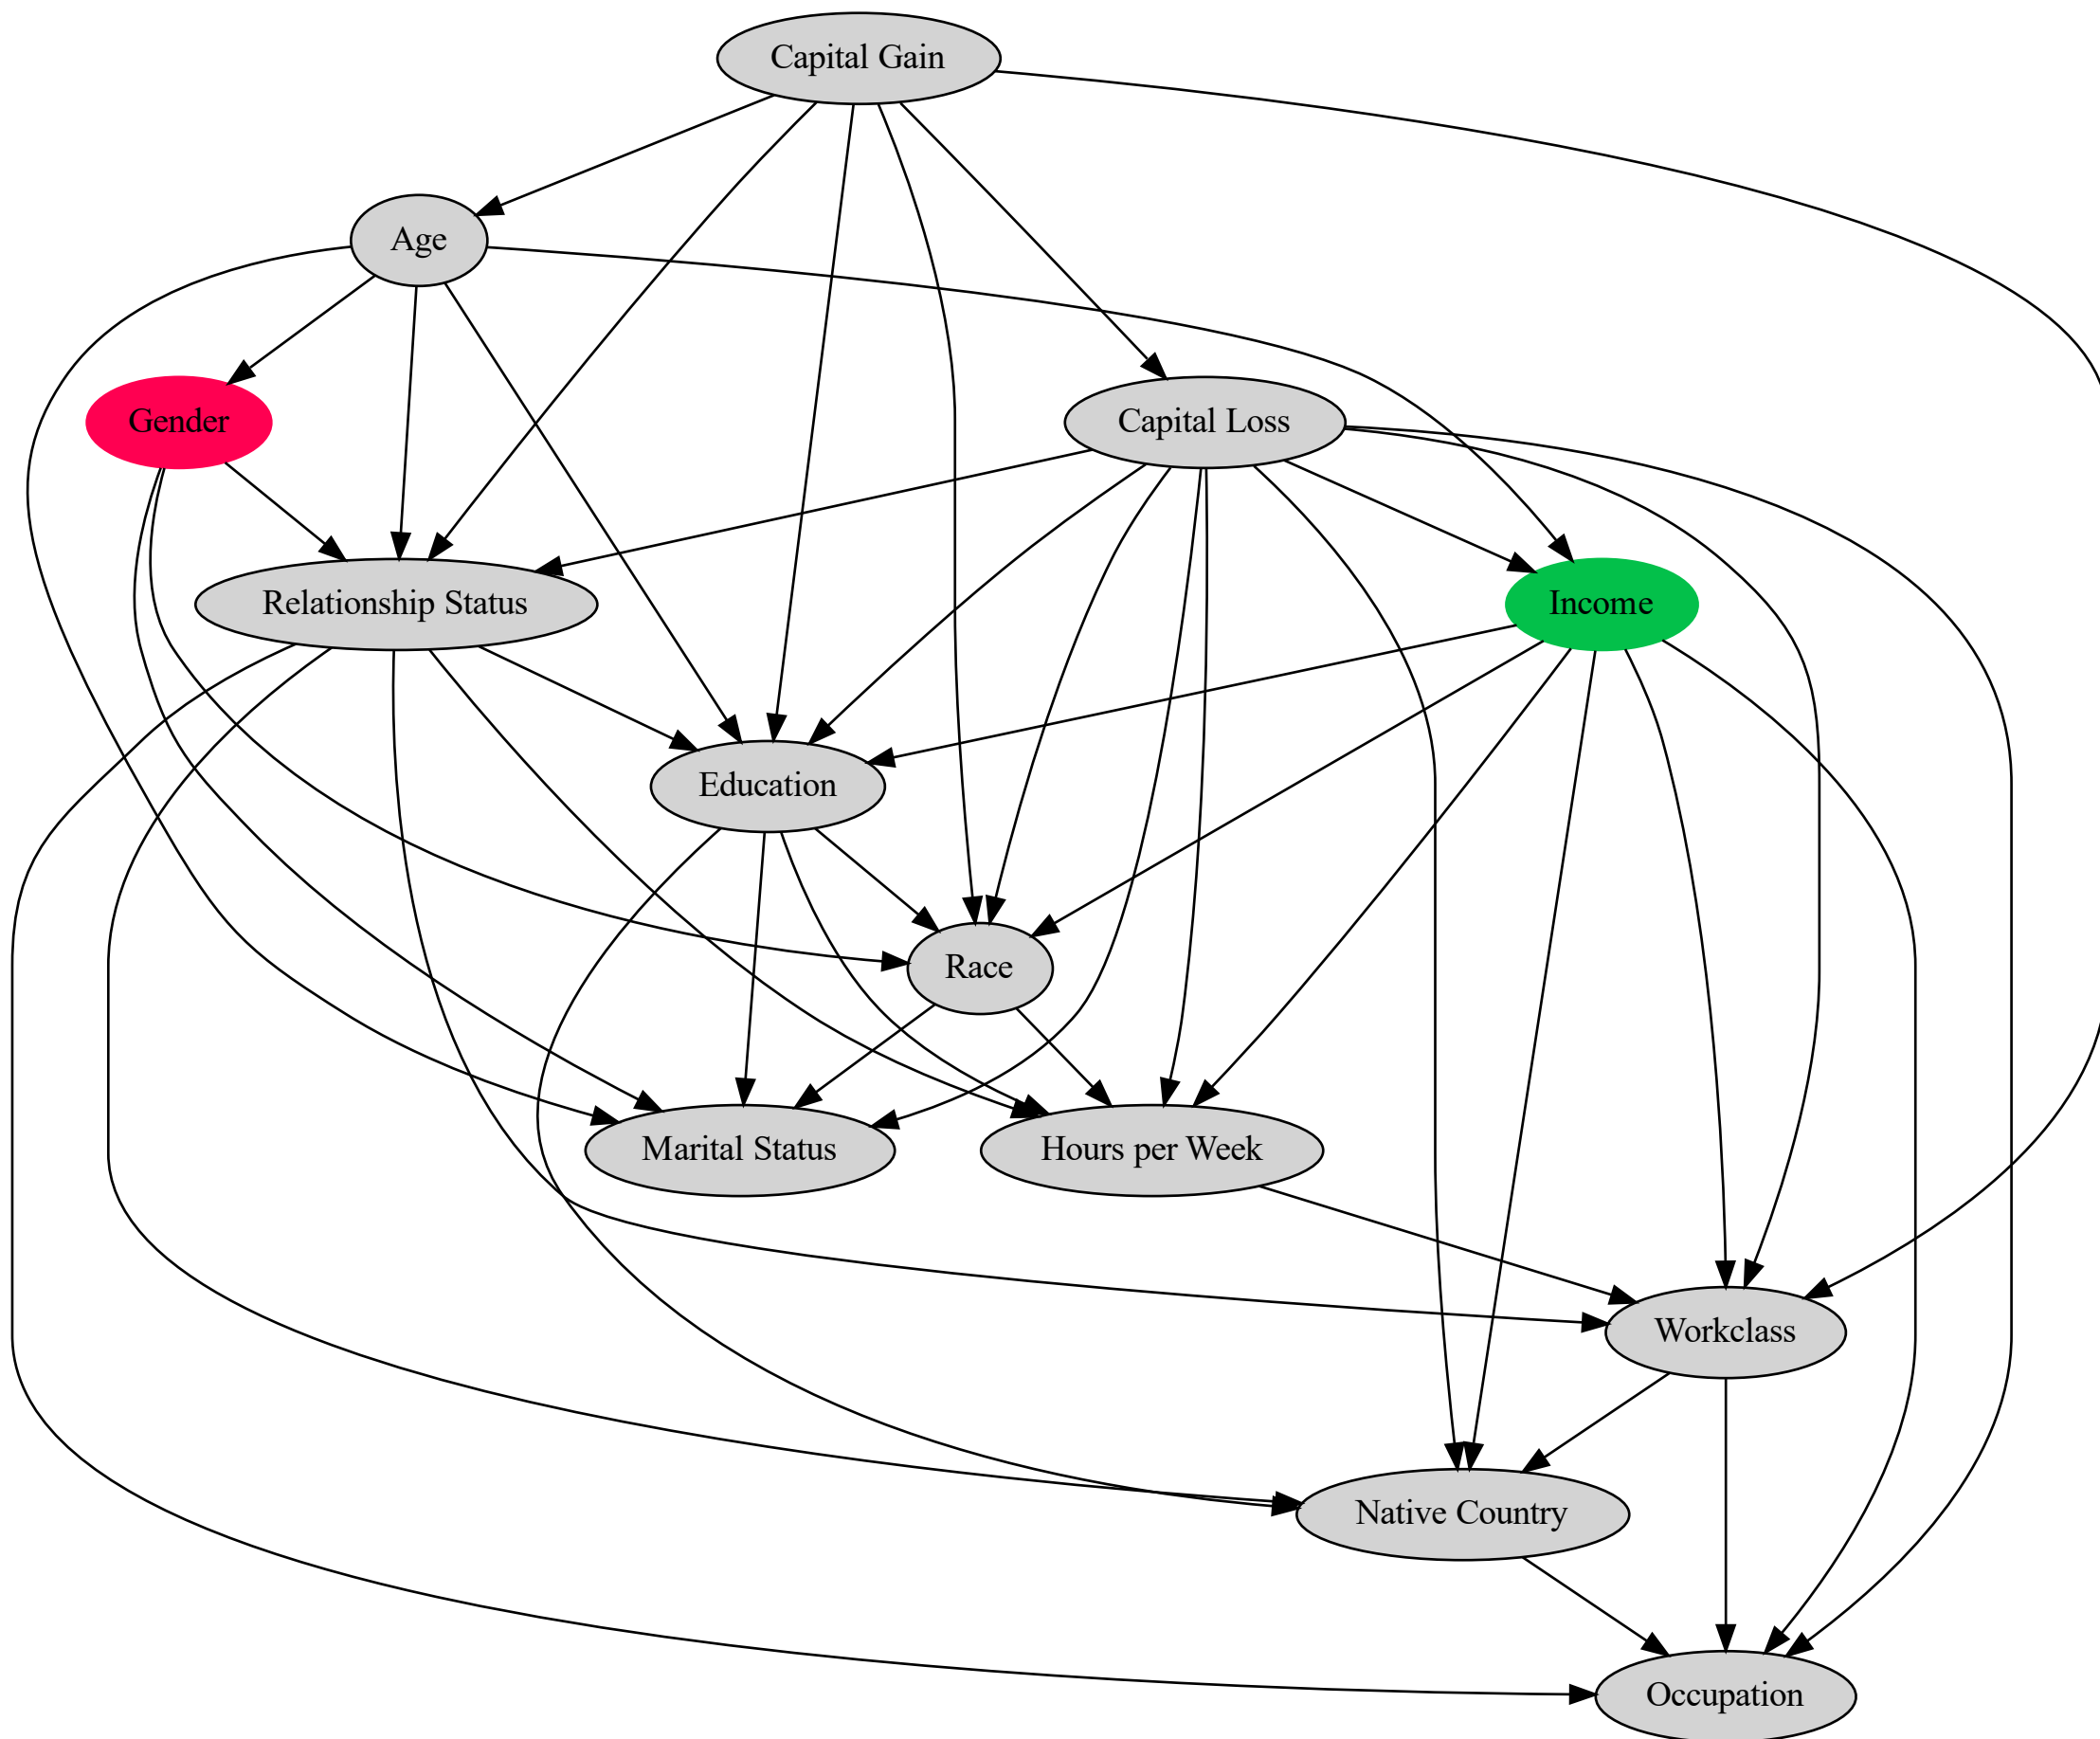 Capital Gain
Age
Gender
Capital Loss
Relationship Status
Income
Education
Race
Marital Status
Hours per Week
Workclass
Native Country
Occupation